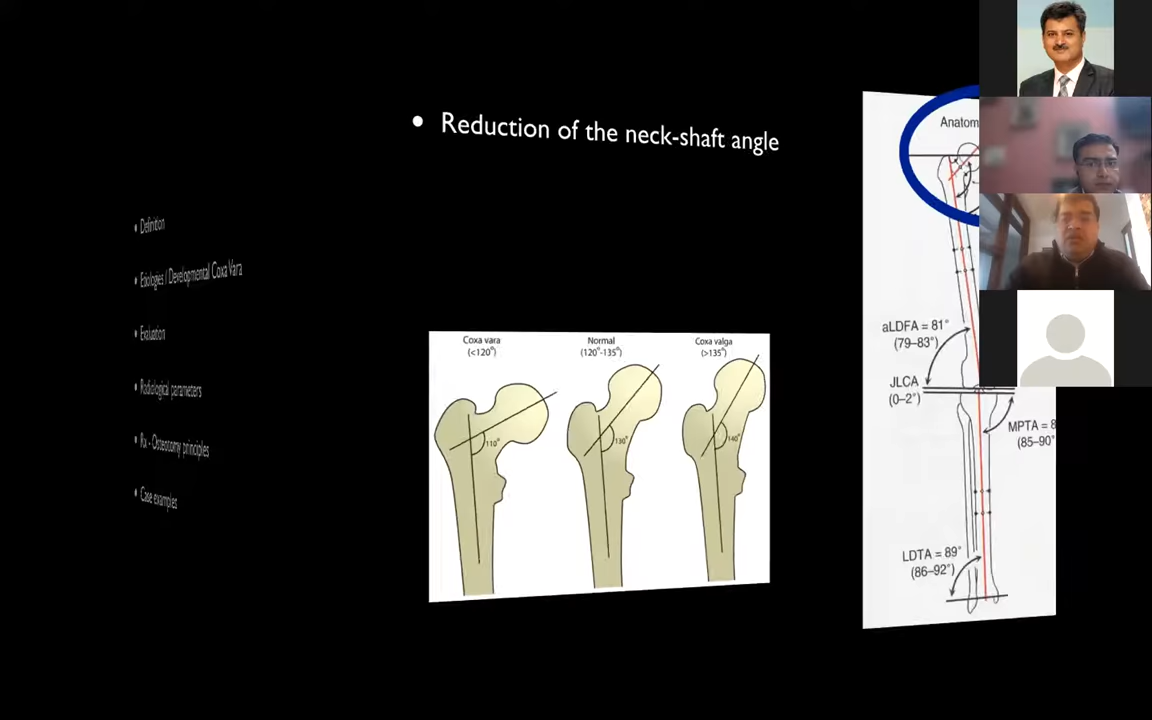 • Reduction of the neck-shaft angle
• Definition
• Etiologies / Developmental Coxa Vara
• Evaluation
• Radiological parameters
• Rx - Osteotomy principles
• Case examples
Coxa vara
(<120°)
110°
Normal
(120°-135°)
130°
Coxa valga
(>135°)
140°
Anatom
aLDFA = 81°
(79–83°)
JLCA
(0–2°)
MPTA = 8
(85–90°
LDTA = 89°
(86–92°)